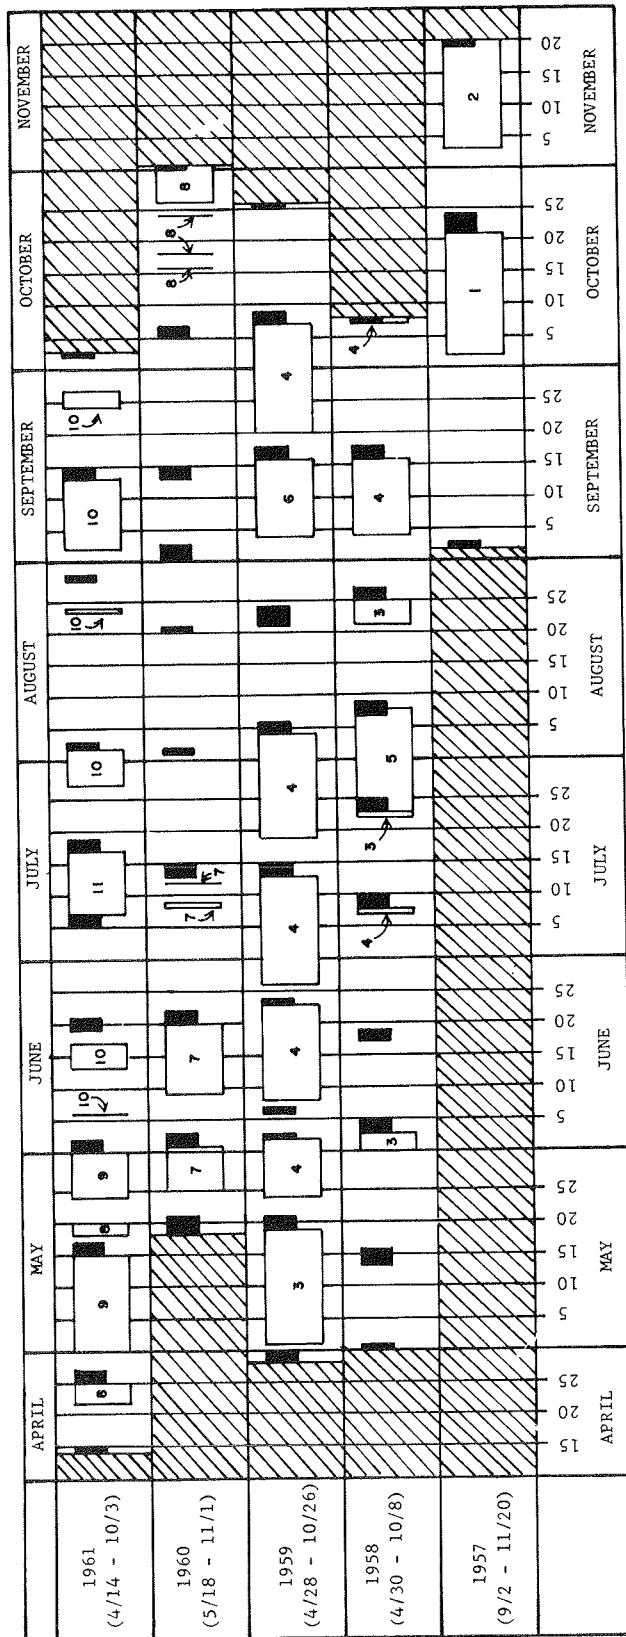 APRIL MAY JUNE JULY AUGUST SEPTEMBER OCTOBER NOVEMBER
1961
(4/14 - 10/3)
8 9 8 9 10 10 11 10 10 10 10
1960
(5/18 - 11/1)
7 7 7 7 8 8 8 8
1959
(4/28 - 10/26)
3 4 4 4 4 6 4
1958
(4/30 - 10/8)
3 4 3 5 3 4 4
1957
(9/2 - 11/20)
1 2
15 20 25 5 10 15 20 25 5 10 15 20 25 5 10 15 20 25 5 10 15 20 25 5 10 15 20 25 5 10 15 20 25 5 10 15 20
APRIL MAY JUNE JULY AUGUST SEPTEMBER OCTOBER NOVEMBER